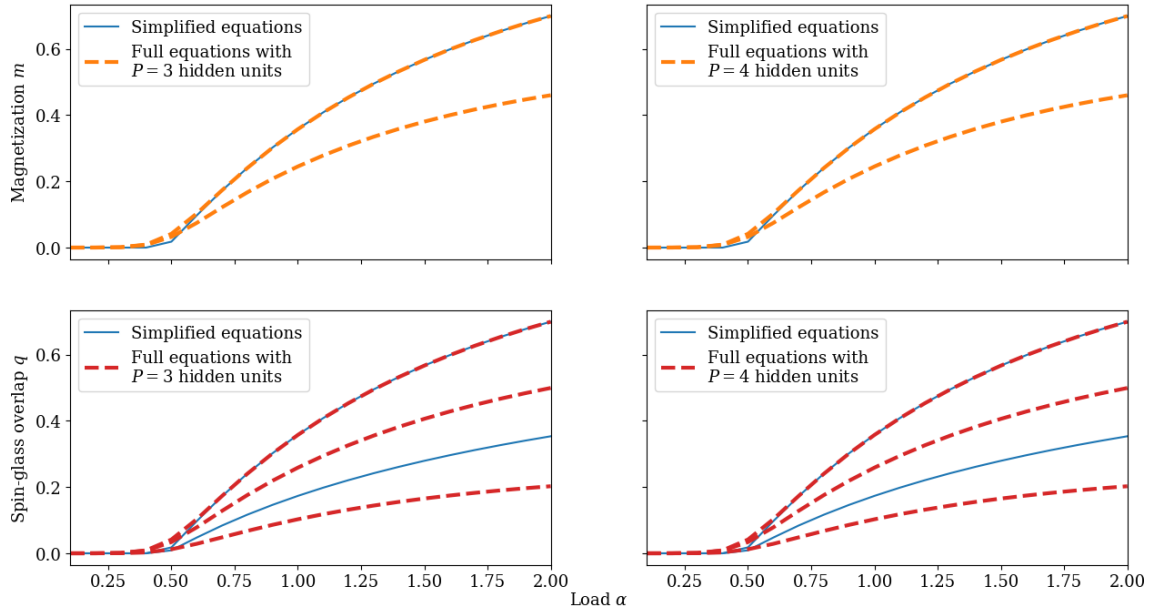 Simplified equations
Full equations with
P = 3 hidden units
Simplified equations
Full equations with
P = 4 hidden units
Magnetization m
0.6
0.4
0.2
0.0
Simplified equations
Full equations with
P = 3 hidden units
Simplified equations
Full equations with
P = 4 hidden units
Spin-glass overlap q
0.6
0.4
0.2
0.0
0.25 0.50 0.75 1.00 1.25 1.50 1.75 2.00
0.25 0.50 0.75 1.00 1.25 1.50 1.75 2.00
Load α